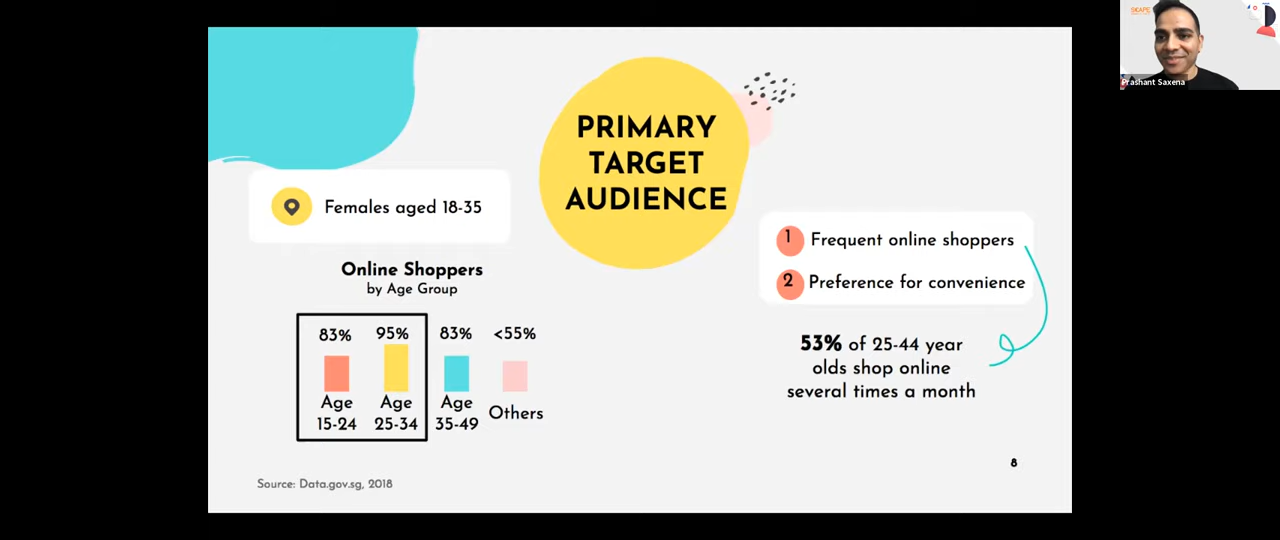 PRIMARY
TARGET
AUDIENCE
Females aged 18-35
Online Shoppers
by Age Group
83%
95%
83%
<55%
Age
15-24
Age
25-34
Age
35-49
Others
1 Frequent online shoppers
2 Preference for convenience
53% of 25-44 year
olds shop online
several times a month
8
Source: Data.gov.sg, 2018
Prashant Saxena